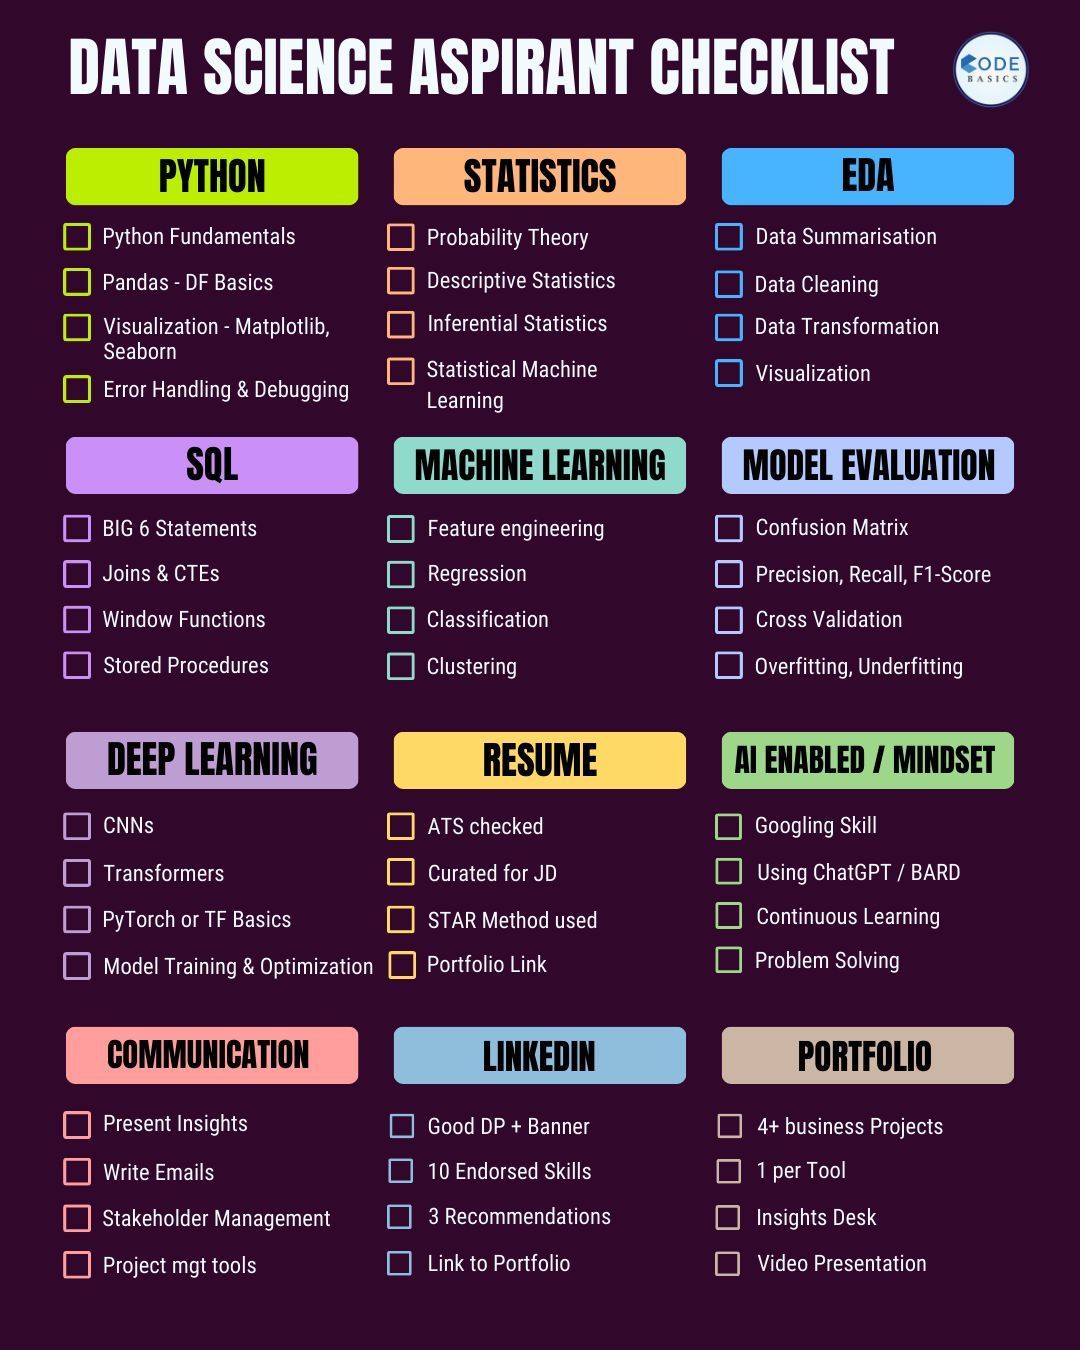 DATA SCIENCE ASPIRANT CHECKLIST
CODE
BASICS
PYTHON
Python Fundamentals
Pandas - DF Basics
Visualization - Matplotlib,
Seaborn
Error Handling & Debugging
STATISTICS
Probability Theory
Descriptive Statistics
Inferential Statistics
Statistical Machine
Learning
EDA
Data Summarisation
Data Cleaning
Data Transformation
Visualization
SQL
BIG 6 Statements
Joins & CTEs
Window Functions
Stored Procedures
MACHINE LEARNING
Feature engineering
Regression
Classification
Clustering
MODEL EVALUATION
Confusion Matrix
Precision, Recall, F1-Score
Cross Validation
Overfitting, Underfitting
DEEP LEARNING
CNNs
Transformers
PyTorch or TF Basics
Model Training & Optimization
RESUME
ATS checked
Curated for JD
STAR Method used
Portfolio Link
AI ENABLED / MINDSET
Googling Skill
Using ChatGPT / BARD
Continuous Learning
Problem Solving
COMMUNICATION
Present Insights
Write Emails
Stakeholder Management
Project mgt tools
LINKEDIN
Good DP + Banner
10 Endorsed Skills
3 Recommendations
Link to Portfolio
PORTFOLIO
4+ business Projects
1 per Tool
Insights Desk
Video Presentation